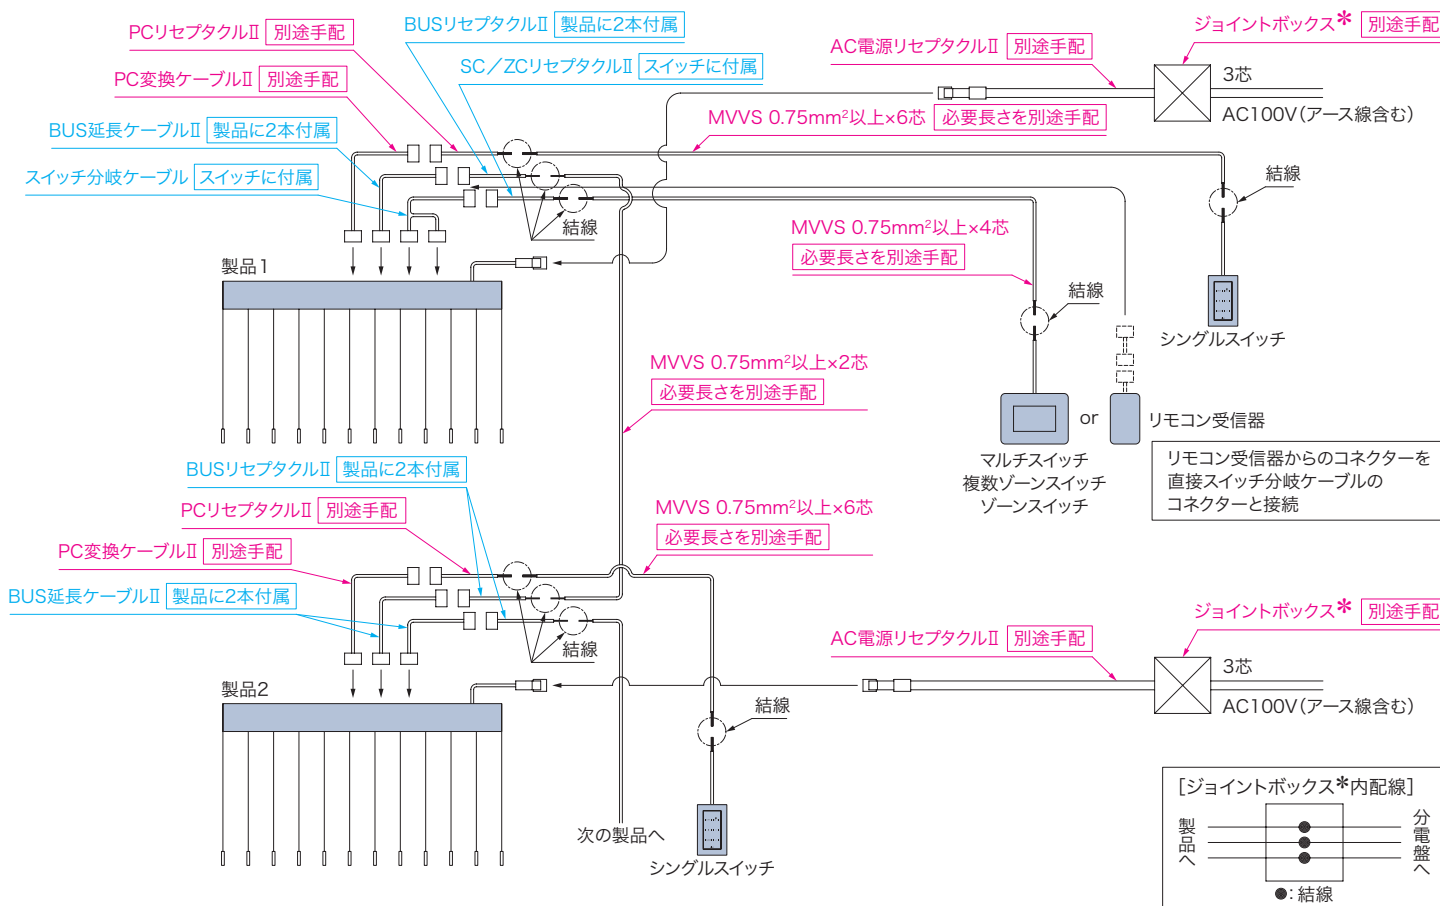 PCリセプタクルⅡ 別途手配
BUSリセプタクルⅡ 製品に2本付属
AC電源リセプタクルⅡ 別途手配
ジョイントボックス* 別途手配
PC変換ケーブルⅡ 別途手配
SC／ZCリセプタクルⅡ スイッチに付属
3芯
AC100V(アース線含む)
MVVS 0.75mm²以上×6芯 必要長さを別途手配
BUS延長ケーブルⅡ 製品に2本付属
スイッチ分岐ケーブル スイッチに付属
結線
結線
MVVS 0.75mm²以上×4芯
必要長さを別途手配
製品1
結線
シングルスイッチ
MVVS 0.75mm²以上×2芯
必要長さを別途手配
or
リモコン受信器
マルチスイッチ
複数ゾーンスイッチ
ゾーンスイッチ
リモコン受信器からのコネクターを
直接スイッチ分岐ケーブルの
コネクターと接続
BUSリセプタクルⅡ 製品に2本付属
PCリセプタクルⅡ 別途手配
MVVS 0.75mm²以上×6芯
必要長さを別途手配
PC変換ケーブルⅡ 別途手配
BUS延長ケーブルⅡ 製品に2本付属
結線
AC電源リセプタクルⅡ 別途手配
ジョイントボックス* 別途手配
3芯
AC100V(アース線含む)
製品2
結線
次の製品へ
シングルスイッチ
[ジョイントボックス*内配線]
製品へ
分電盤へ
●:結線